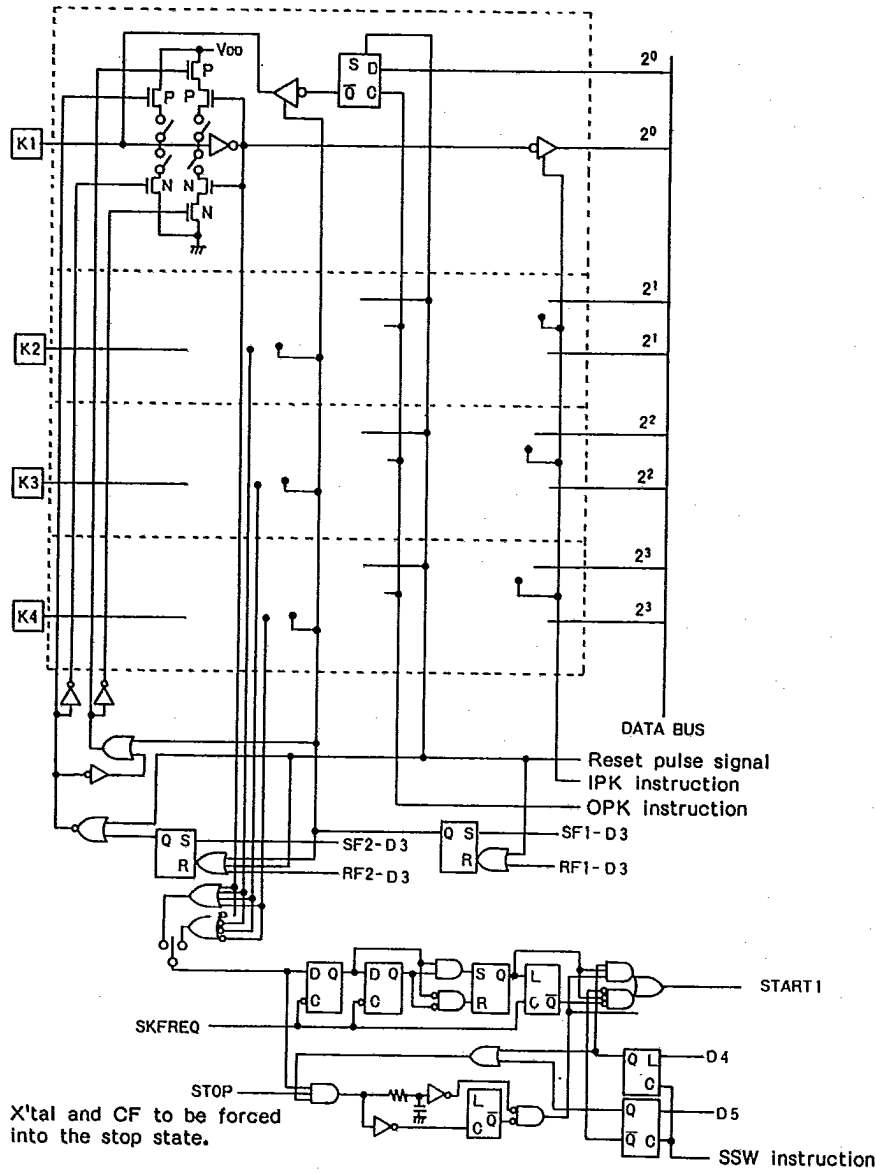 VDD
P
P P
S D
Q C
2⁰
K1
2⁰
N N
N
2¹
K2
2¹
2²
K3
2²
2³
K4
2³
DATA BUS
Reset pulse signal
IPK instruction
OPK instruction
Q S
R
SF2-D3
RF2-D3
Q S
R
SF1-D3
RF1-D3
D Q
C
D Q
C
S Q
R
L
C Q
START1
SKFREQ
STOP
L
C Q
Q L
C
D4
Q
Q C
D5
X'tal and CF to be forced
into the stop state.
SSW instruction